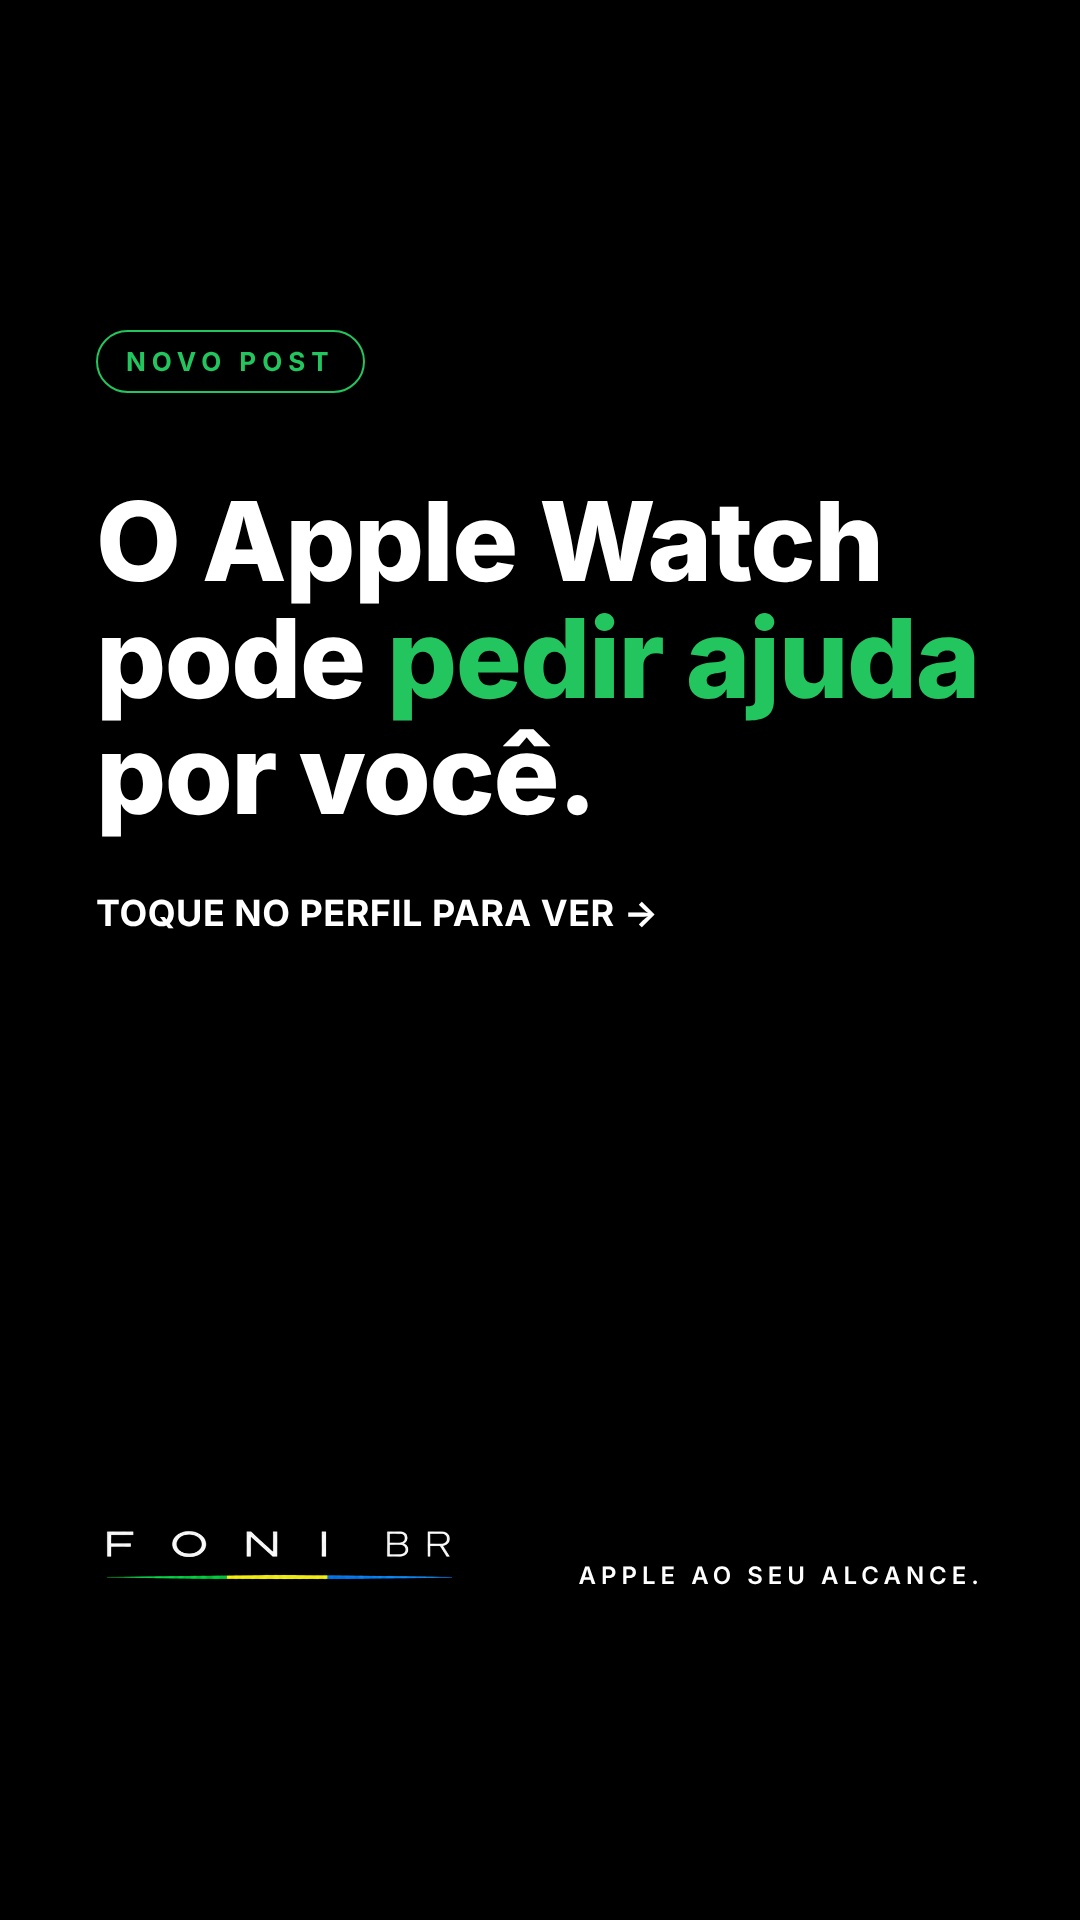 NOVO POST
O Apple Watch
pode pedir ajuda
por você.
TOQUE NO PERFIL PARA VER →
FONI BR
APPLE AO SEU ALCANCE.